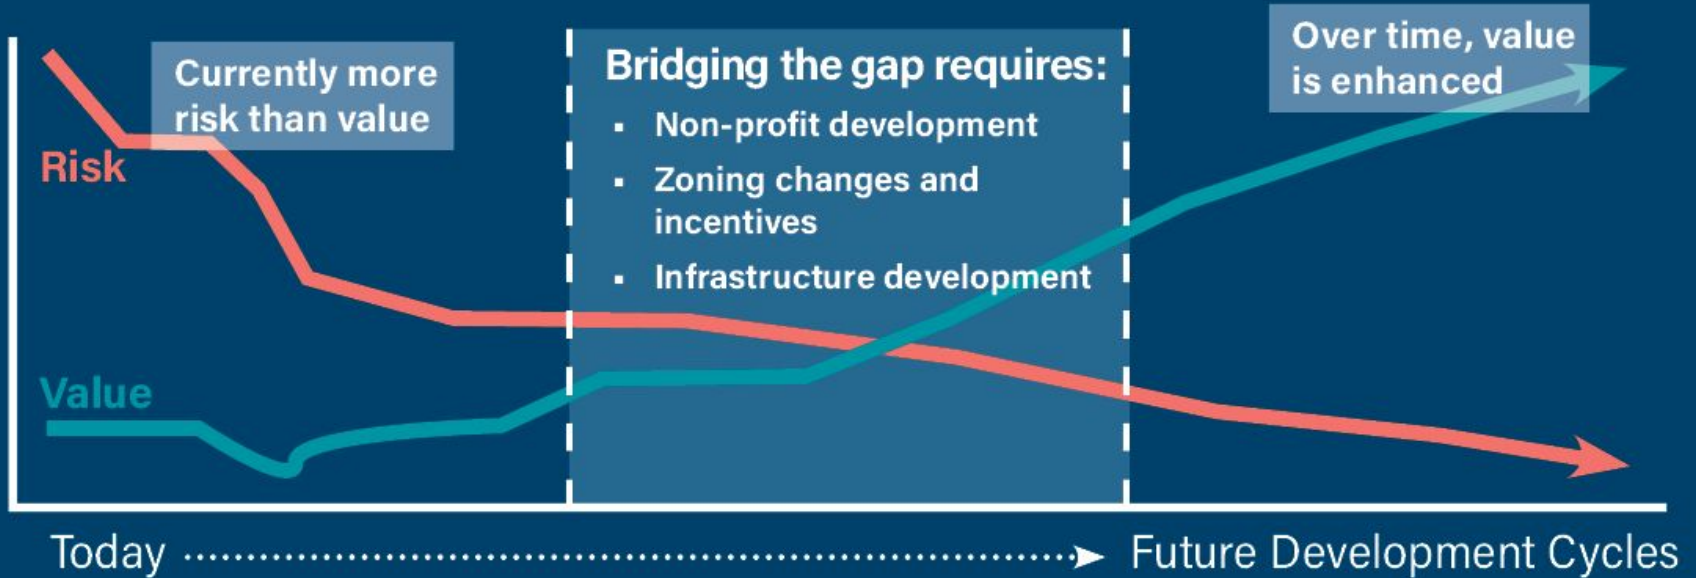 Currently more
risk than value
Risk
Value
Bridging the gap requires:
▪ Non-profit development
▪ Zoning changes and
incentives
▪ Infrastructure development
Over time, value
is enhanced
Today
Future Development Cycles